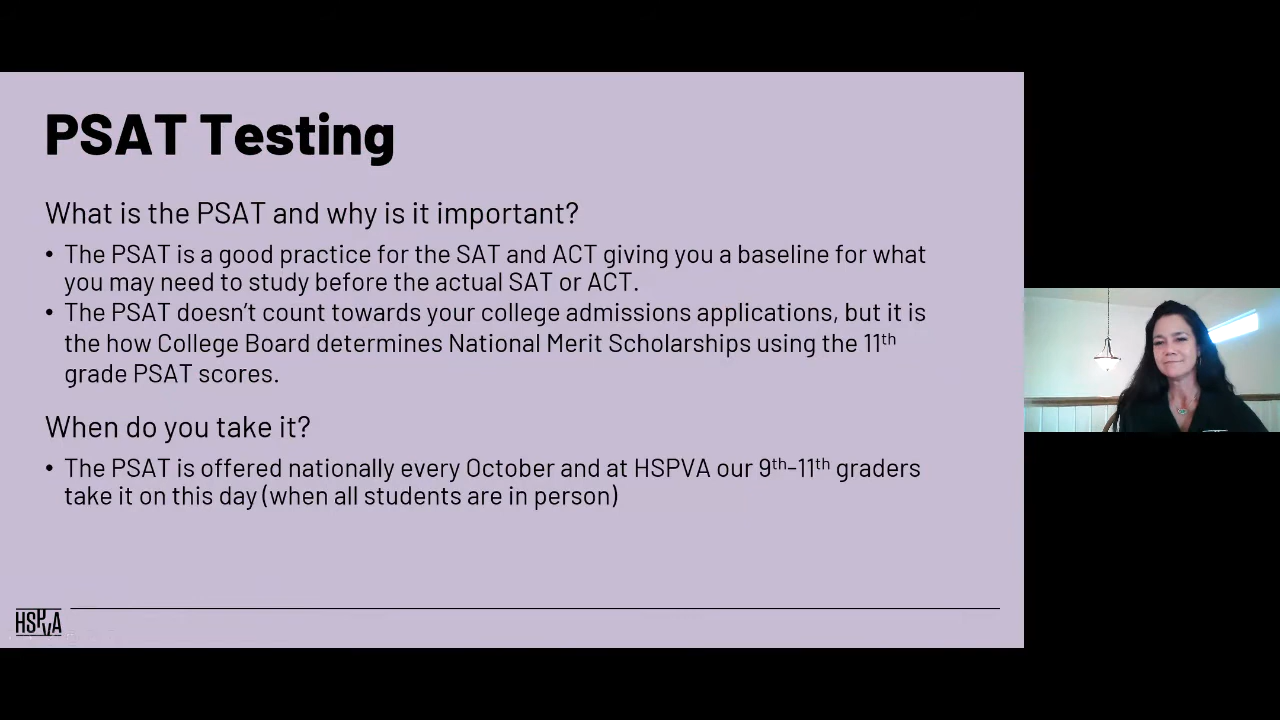 PSAT Testing
What is the PSAT and why is it important?
• The PSAT is a good practice for the SAT and ACT giving you a baseline for what
you may need to study before the actual SAT or ACT.
• The PSAT doesn’t count towards your college admissions applications, but it is
the how College Board determines National Merit Scholarships using the 11th
grade PSAT scores.
When do you take it?
• The PSAT is offered nationally every October and at HSPVA our 9th–11th graders
take it on this day (when all students are in person)
HSPVA